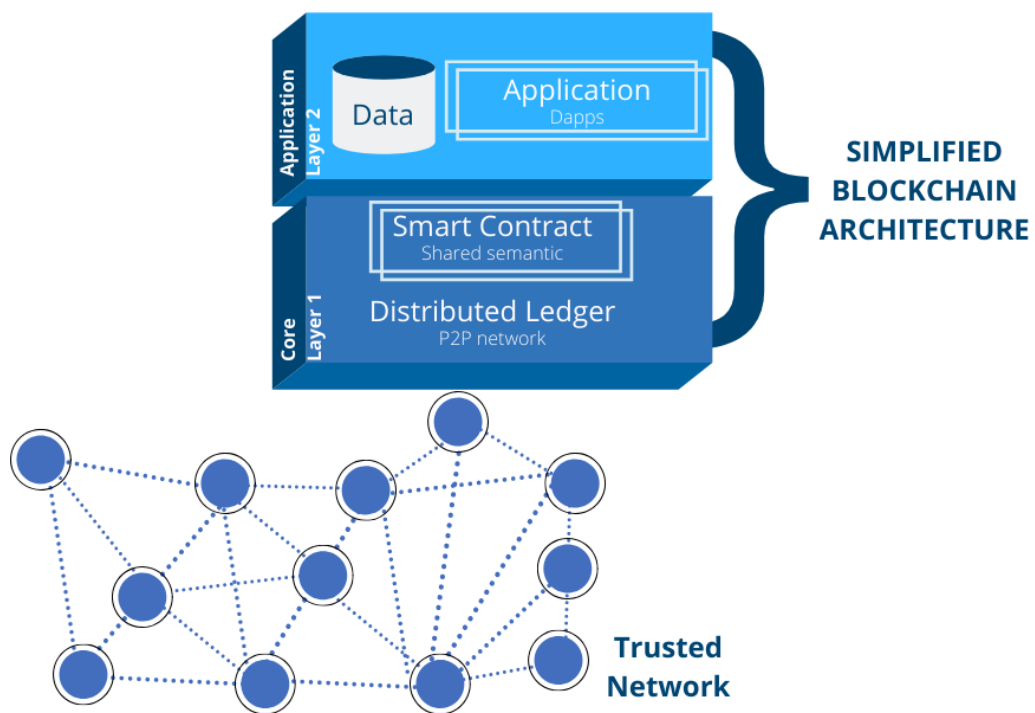 Application
Layer 2
Data
Application
Dapps
Core
Layer 1
Smart Contract
Shared semantic
Distributed Ledger
P2P network
SIMPLIFIED
BLOCKCHAIN
ARCHITECTURE
Trusted
Network